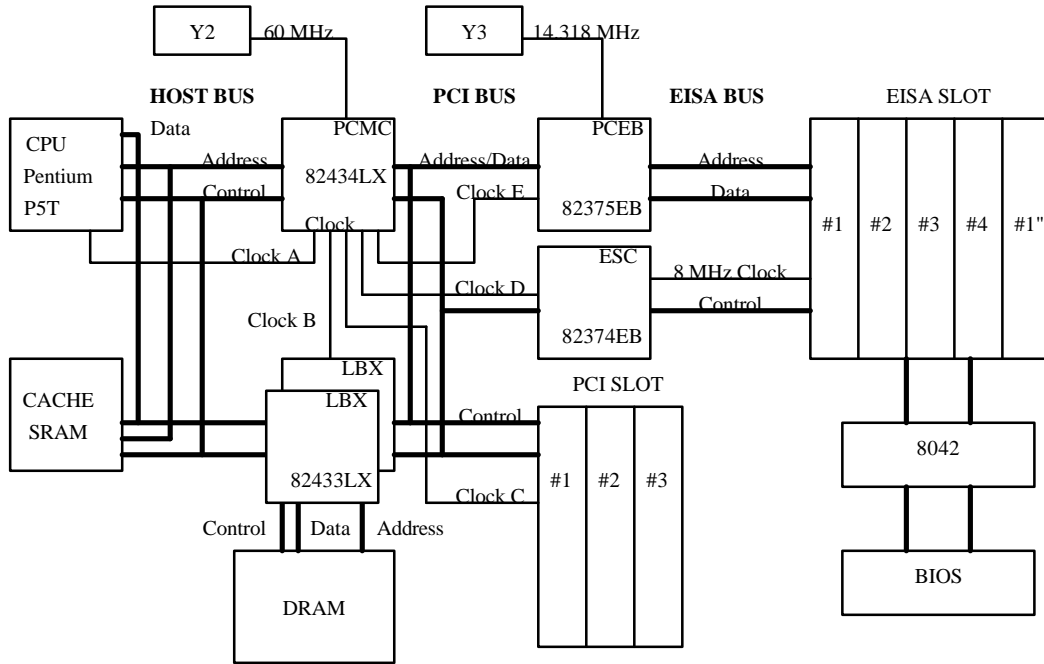 Y2
60 MHz
Y3
14.318 MHz
HOST BUS
PCI BUS
EISA BUS
EISA SLOT
CPU
Pentium
P5T
Data
Address
Control
PCMC
82434LX
Clock
Address/Data
Clock E
PCEB
82375EB
Address
Data
#1
#2
#3
#4
#1"
Clock A
Clock D
ESC
82374EB
8 MHz Clock
Control
Clock B
CACHE
SRAM
LBX
LBX
82433LX
Control
Clock C
PCI SLOT
#1
#2
#3
8042
BIOS
Control
Data
Address
DRAM